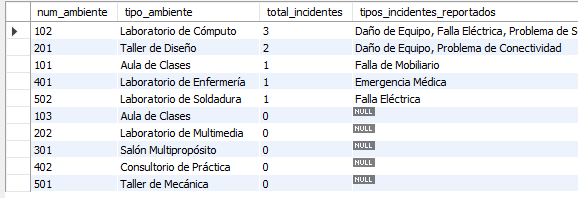 num_ambiente tipo_ambiente total_incidentes tipos_incidentes_reportados
102 Laboratorio de Cómputo 3 Daño de Equipo, Falla Eléctrica, Problema de S
201 Taller de Diseño 2 Daño de Equipo, Problema de Conectividad
101 Aula de Clases 1 Falla de Mobiliario
401 Laboratorio de Enfermería 1 Emergencia Médica
502 Laboratorio de Soldadura 1 Falla Eléctrica
103 Aula de Clases 0 NULL
202 Laboratorio de Multimedia 0 NULL
301 Salón Multipropósito 0 NULL
402 Consultorio de Práctica 0 NULL
501 Taller de Mecánica 0 NULL